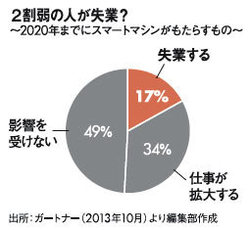 2割弱の人が失業?
〜2020年までにスマートマシンがもたらすもの〜
失業する
17%
影響を
受けない
49%
34%
仕事が
拡大する
出所：ガートナー（2013年10月）より編集部作成